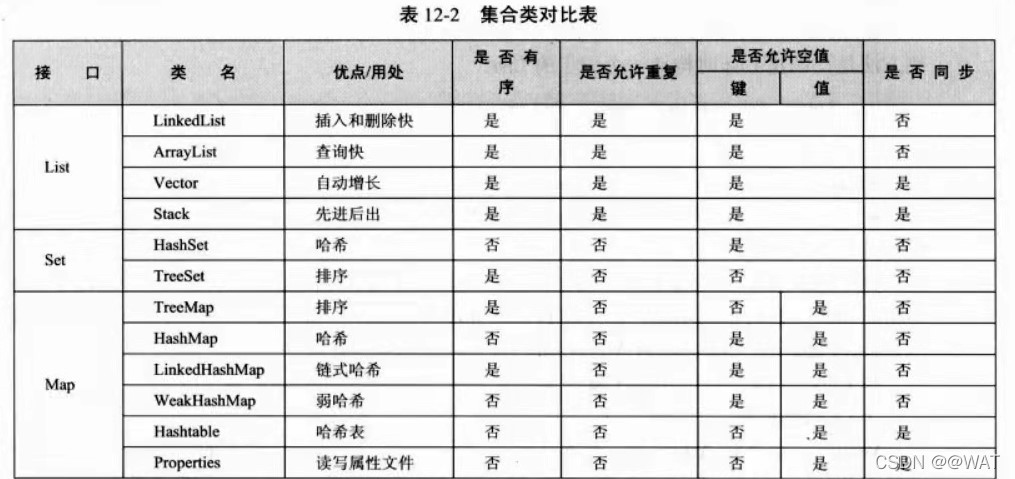 表 12-2 集合类对比表
接 口 类 名 优点/用处 是 否 有 序 是否允许重复 是否允许空值 是 否 同 步
键 值
List LinkedList 插入和删除快 是 是 是 否
ArrayList 查询快 是 是 是 否
Vector 自动增长 是 是 是 是
Stack 先进后出 是 是 是 是
Set HashSet 哈希 否 否 是 否
TreeSet 排序 是 否 否 否
Map TreeMap 排序 是 否 否 是 否
HashMap 哈希 否 否 是 是 否
LinkedHashMap 链式哈希 是 否 是 是 否
WeakHashMap 弱哈希 否 否 是 是 否
Hashtable 哈希表 否 否 否 是 是
Properties 读写属性文件 否 否 否 是 是
CSDN @@WAT